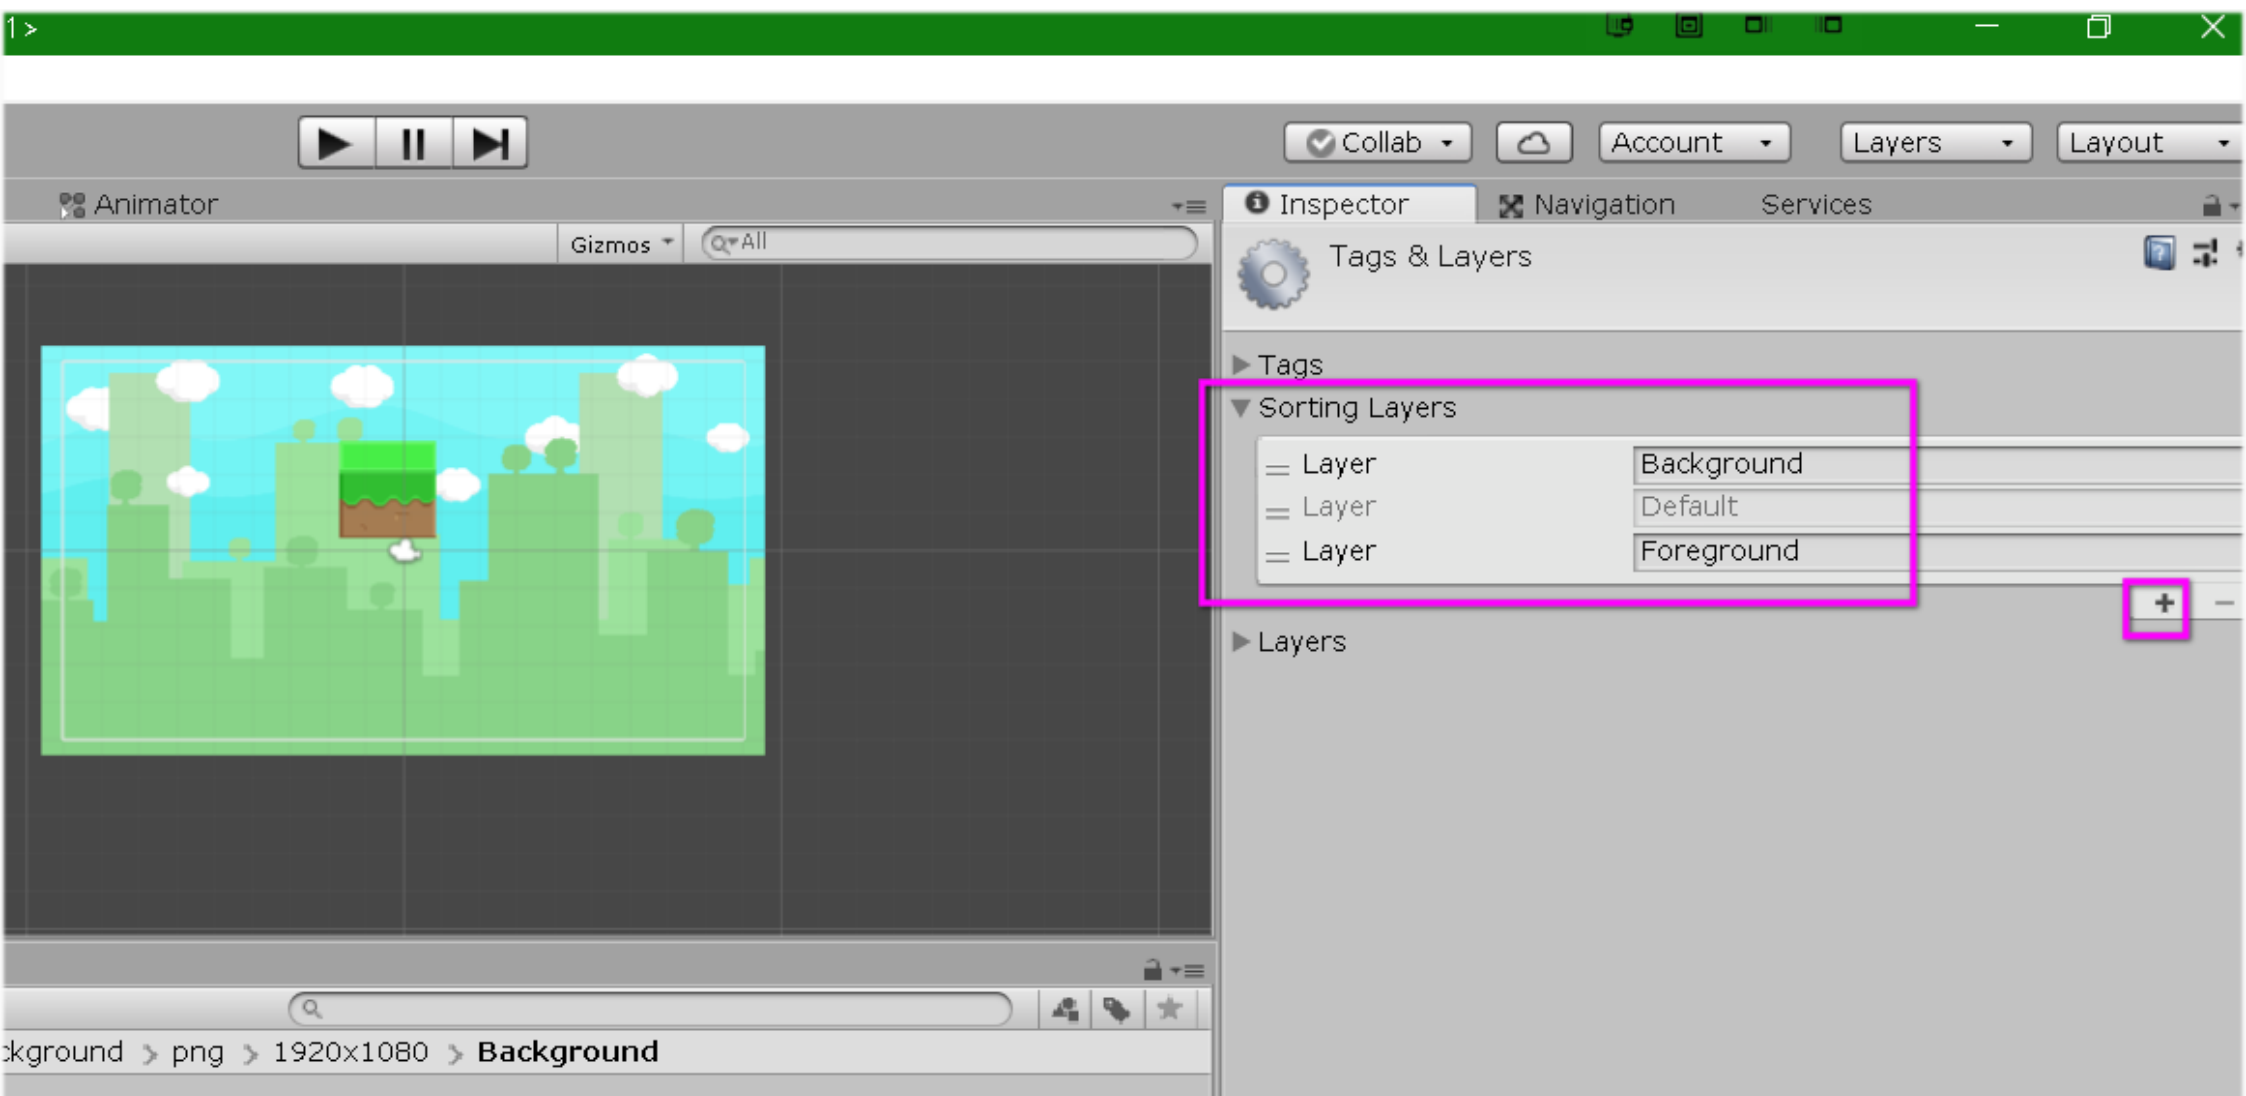 1 >
Collab
Account
Layers
Layout
Animator
Inspector
Navigation
Services
Gizmos
All
Tags & Layers
Tags
Sorting Layers
Layer Background
Layer Default
Layer Foreground
+ −
Layers
ckground > png > 1920x1080 > Background